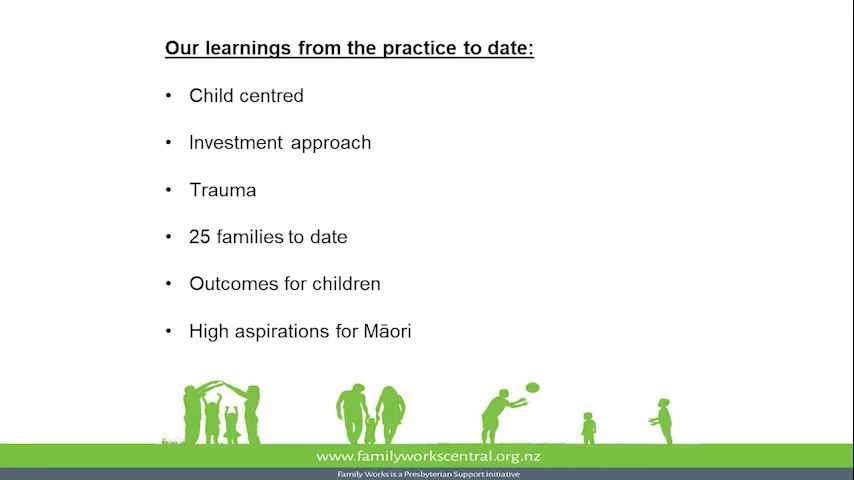 Our learnings from the practice to date:
• Child centred
• Investment approach
• Trauma
• 25 families to date
• Outcomes for children
• High aspirations for Māori
www.familyworkscentral.org.nz
Family Works is a Presbyterian Support Initiative